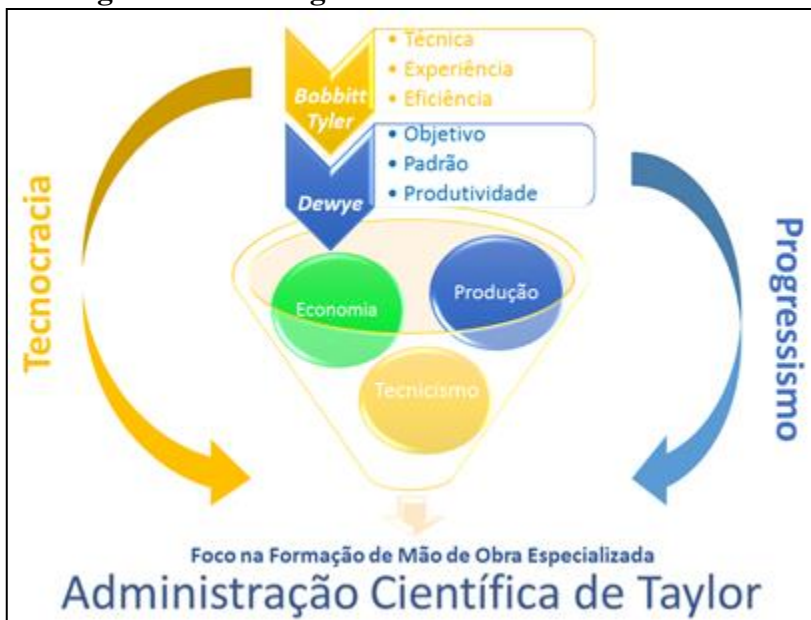 • Técnica
• Experiência
• Eficiência
Bobbitt
Tyler
• Objetivo
• Padrão
• Produtividade
Dewye
Tecnocracia
Progressismo
Economia
Produção
Tecnicismo
Foco na Formação de Mão de Obra Especializada
Administração Científica de Taylor